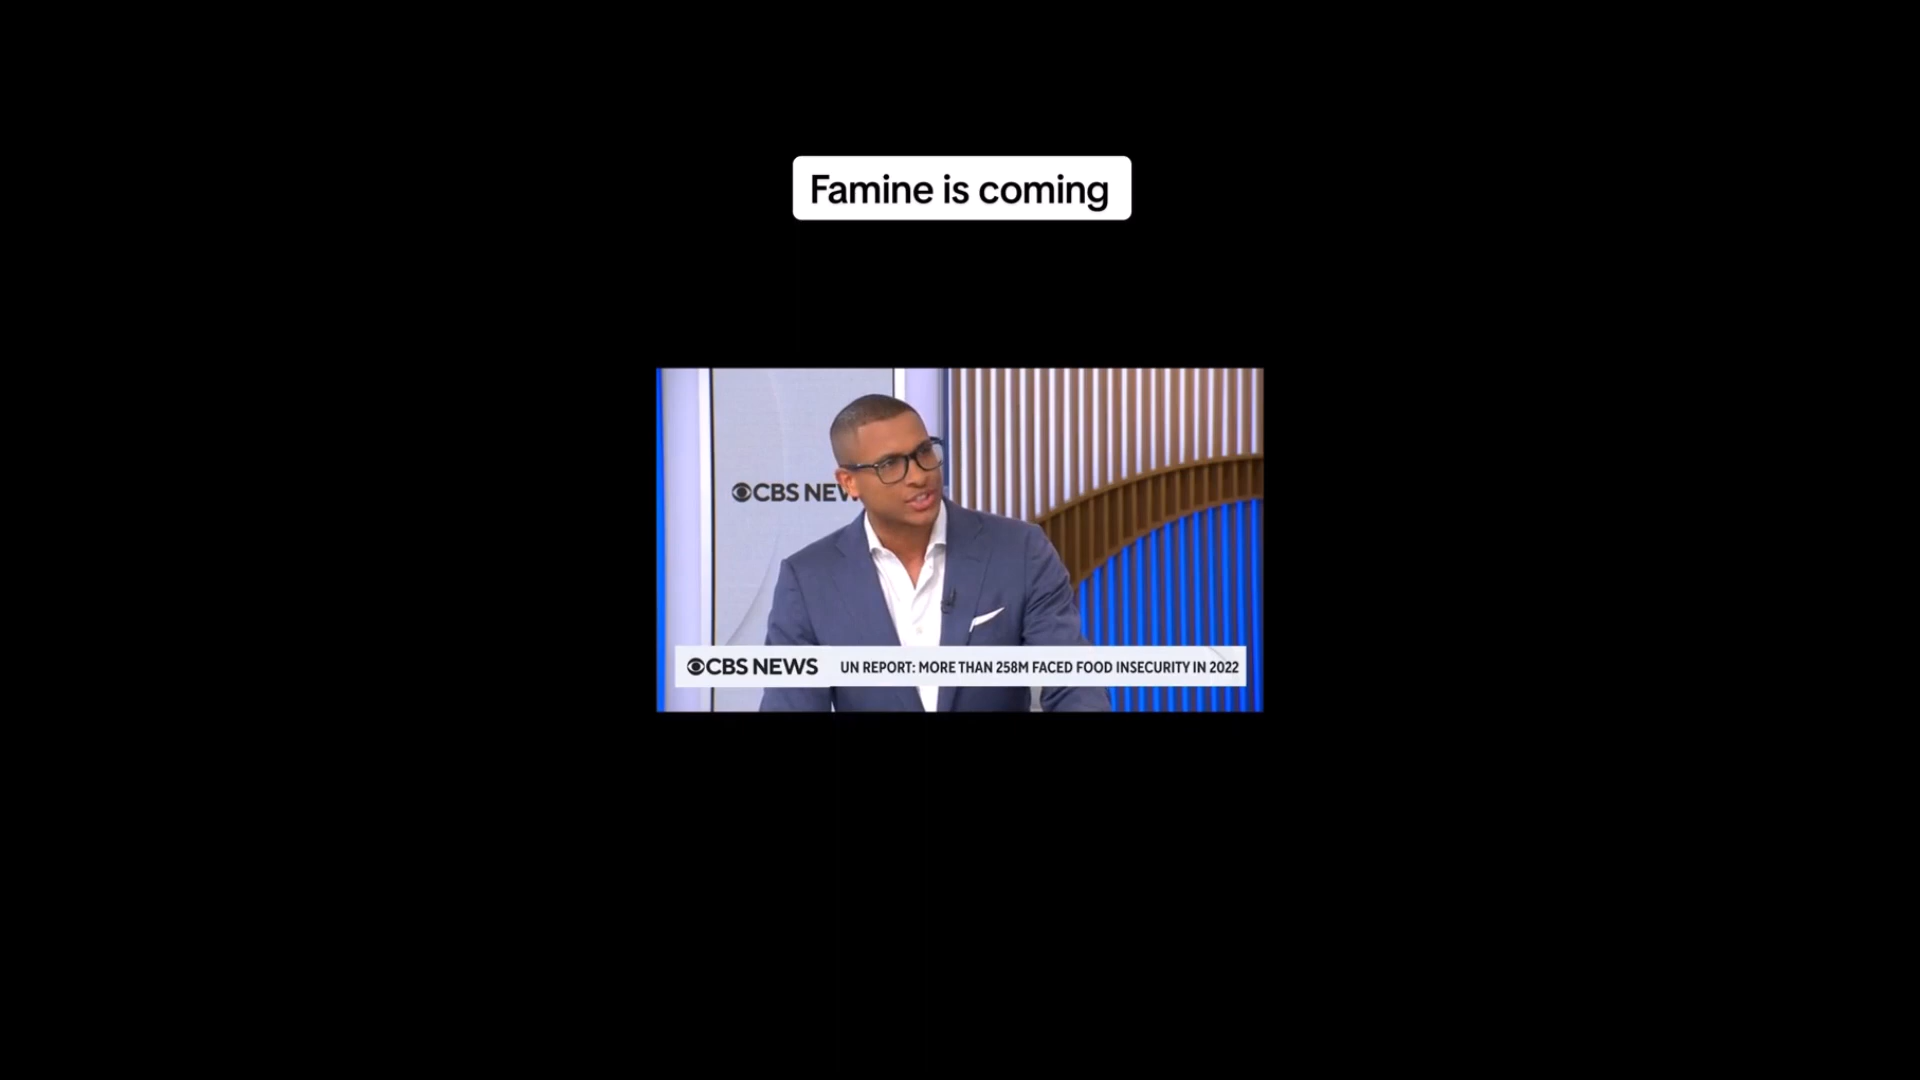 Famine is coming
CBS NEW
CBS NEWS UN REPORT: MORE THAN 258M FACED FOOD INSECURITY IN 2022